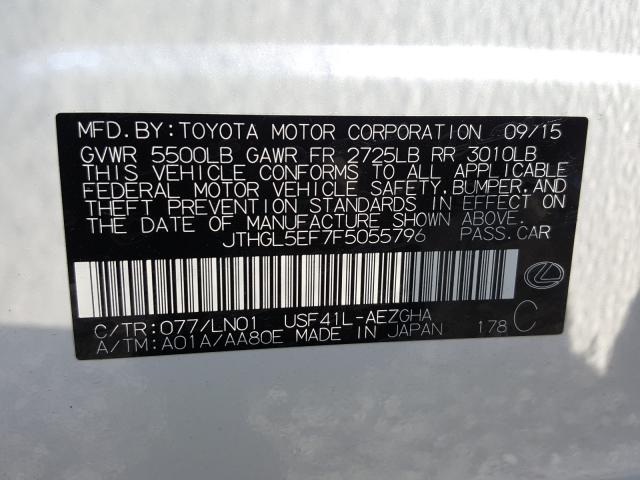 MFD.BY:TOYOTA MOTOR CORPORATION 09/15
GVWR 5500LB GAWR FR 2725LB RR 3010LB
THIS VEHICLE CONFORMS TO ALL APPLICABLE
FEDERAL MOTOR VEHICLE SAFETY,BUMPER,AND
THEFT PREVENTION STANDARDS IN EFFECT ON
THE DATE OF MANUFACTURE SHOWN ABOVE.
JTHGL5EF7F5055796 PASS.CAR
C/TR:077/LN01 USF41L-AEZGHA
A/TM:A01A/AA80E MADE IN JAPAN 178 C